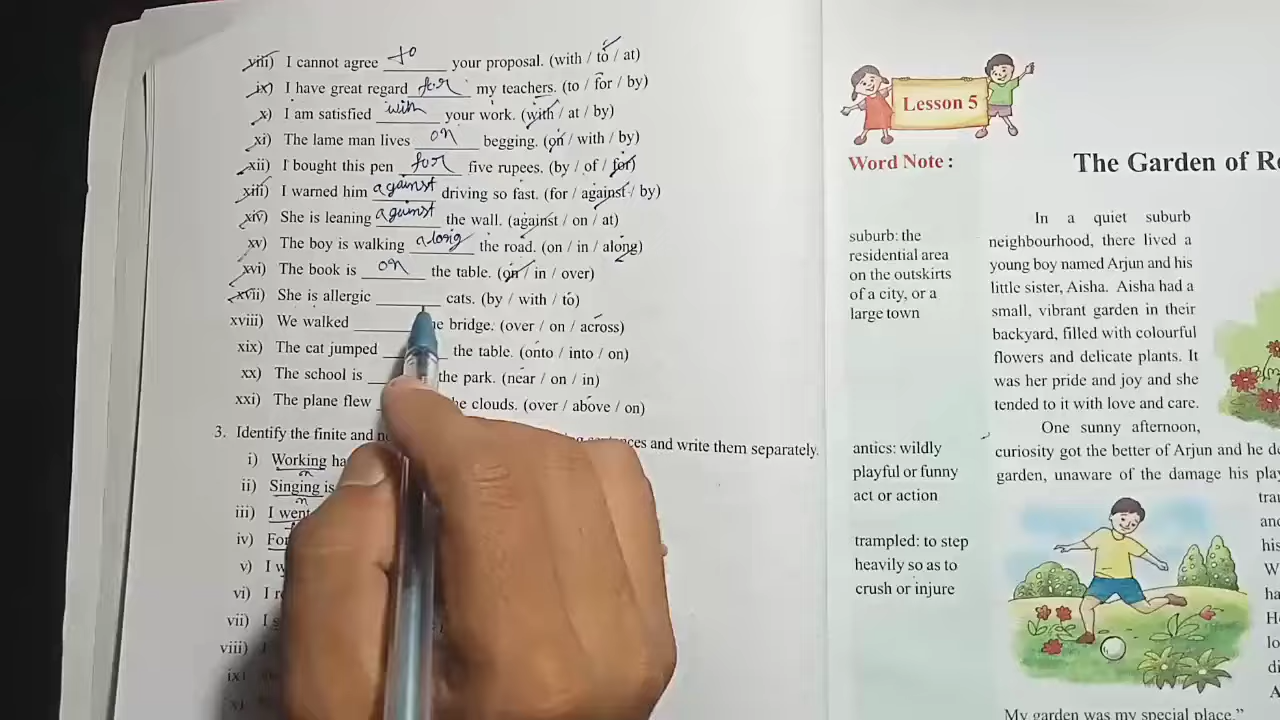 viii) I cannot agree to your proposal. (with / to / at)
ix) I have great regard for my teachers. (to / for / by)
x) I am satisfied with your work. (with / at / by)
xi) The lame man lives on begging. (on / with / by)
xii) I bought this pen for five rupees. (by / of / for)
xiii) I warned him against driving so fast. (for / against / by)
xiv) She is leaning against the wall. (against / on / at)
xv) The boy is walking along the road. (on / in / along)
xvi) The book is on the table. (on / in / over)
xvii) She is allergic ______ cats. (by / with / to)
xviii) We walked ______ bridge. (over / on / across)
xix) The cat jumped ______ the table. (onto / into / on)
xx) The school is ______ the park. (near / on / in)
xxi) The plane flew ______ clouds. (over / above / on)
3. Identify the finite and and write them separately.
i) Working
ii) Singing is
iii) I went
iv)
v) I
vi) I
vii) I
viii)
ix)
Lesson 5
Word Note :
The Garden of
suburb: the
residential area
on the outskirts
of a city, or a
large town
antics: wildly
playful or funny
act or action
trampled: to step
heavily so as to
crush or injure
In a quiet suburb
neighbourhood, there lived a
young boy named Arjun and his
little sister, Aisha. Aisha had a
small, vibrant garden in their
backyard, filled with colourful
flowers and delicate plants. It
was her pride and joy and she
tended to it with love and care.
One sunny afternoon,
curiosity got the better of Arjun and he
garden, unaware of the damage his
My garden was my special place."